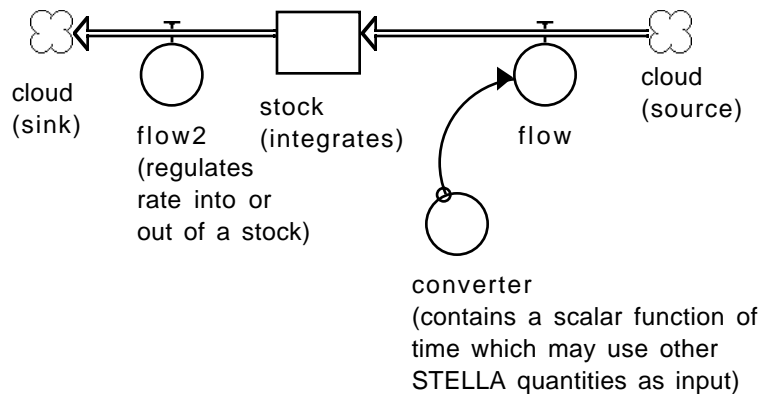 cloud
(sink)
flow2
(regulates
rate into or
out of a stock)
stock
(integrates)
flow
cloud
(source)
converter
(contains a scalar function of
time which may use other
STELLA quantities as input)